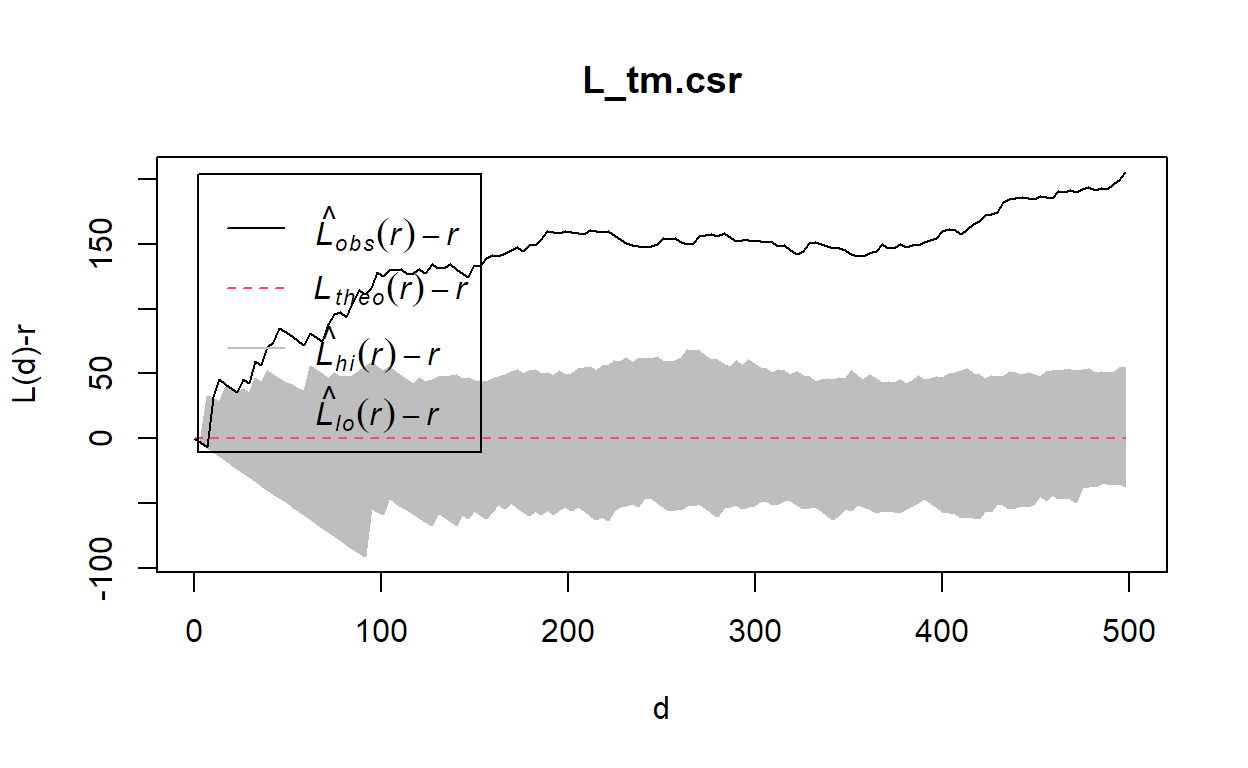 L_tm.csr
L(d)-r
150
50
0
-100
L̂obs(r) − r
Ltheo(r) − r
L̂hi(r) − r
L̂lo(r) − r
0 100 200 300 400 500
d